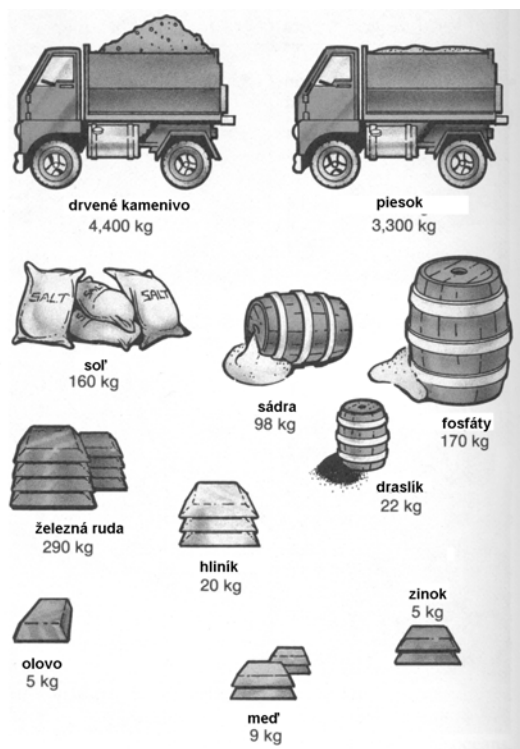 drvené kamenivo
4,400 kg
piesok
3,300 kg
SALT
SALT
soľ
160 kg
sádra
98 kg
fosfáty
170 kg
draslík
22 kg
železná ruda
290 kg
hliník
20 kg
zinok
5 kg
olovo
5 kg
meď
9 kg